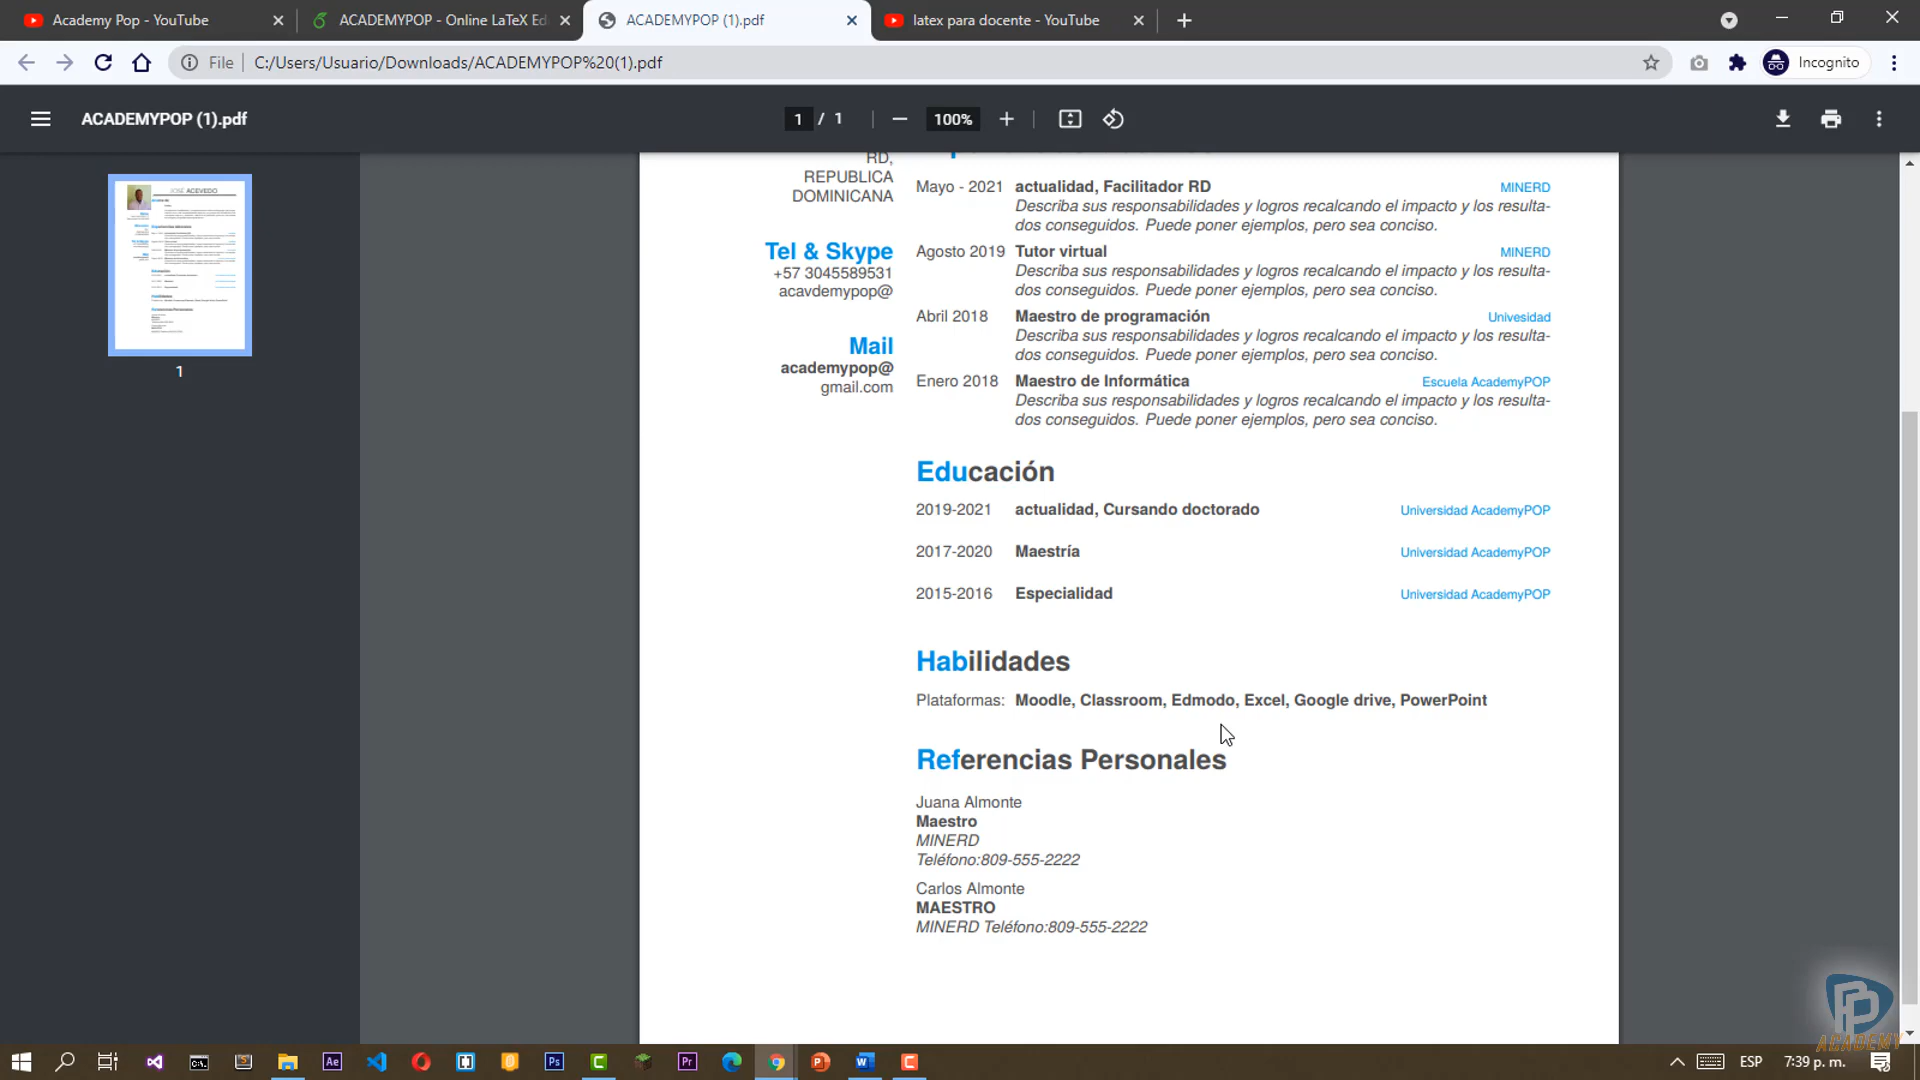 Academy Pop - YouTube
ACADEMYPOP - Online LaTeX Ed
ACADEMYPOP (1).pdf
latex para docente - YouTube
File
C:/Users/Usuario/Downloads/ACADEMYPOP%20(1).pdf
Incognito
ACADEMYPOP (1).pdf
1 / 1
100%
JOSÉ ACEVEDO
1
RD,
REPUBLICA
DOMINICANA
Tel & Skype
+57 3045589531
acavdemypop@
Mail
academypop@
gmail.com
Mayo - 2021 actualidad, Facilitador RD MINERD
Describa sus responsabilidades y logros recalcando el impacto y los resulta-
dos conseguidos. Puede poner ejemplos, pero sea conciso.
Agosto 2019 Tutor virtual MINERD
Describa sus responsabilidades y logros recalcando el impacto y los resulta-
dos conseguidos. Puede poner ejemplos, pero sea conciso.
Abril 2018 Maestro de programación Univesidad
Describa sus responsabilidades y logros recalcando el impacto y los resulta-
dos conseguidos. Puede poner ejemplos, pero sea conciso.
Enero 2018 Maestro de Informática Escuela AcademyPOP
Describa sus responsabilidades y logros recalcando el impacto y los resulta-
dos conseguidos. Puede poner ejemplos, pero sea conciso.
Educación
2019-2021 actualidad, Cursando doctorado Universidad AcademyPOP
2017-2020 Maestría Universidad AcademyPOP
2015-2016 Especialidad Universidad AcademyPOP
Habilidades
Plataformas: Moodle, Classroom, Edmodo, Excel, Google drive, PowerPoint
Referencias Personales
Juana Almonte
Maestro
MINERD
Teléfono:809-555-2222
Carlos Almonte
MAESTRO
MINERD Teléfono:809-555-2222
ACADEMY
ESP
7:39 p. m.